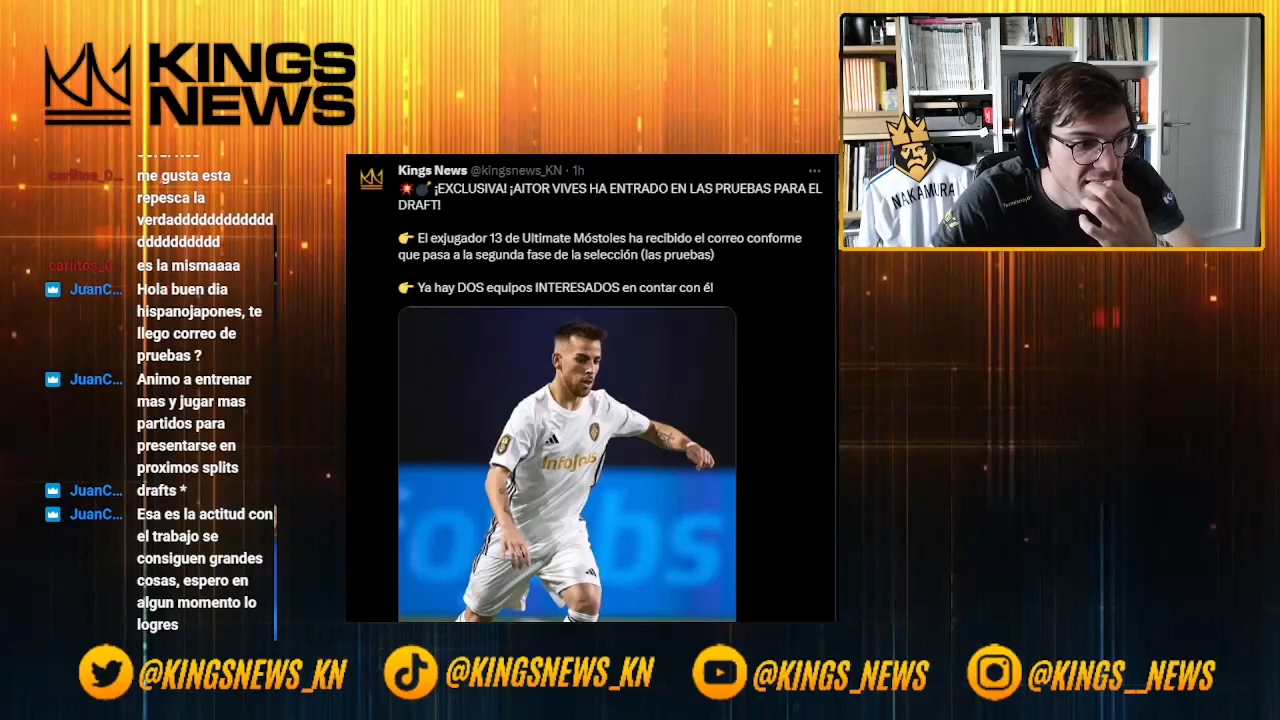 KINGS
NEWS
me gusta esta
repesca la
verdaddddddddddd
dddddddddd
es la mismaaaa
JuanC... Hola buen dia
hispanojapones, te
llego correo de
pruebas ?
JuanC... Animo a entrenar
mas y jugar mas
partidos para
presentarse en
proximos splits
JuanC... drafts *
JuanC... Esa es la actitud con
el trabajo se
consiguen grandes
cosas, espero en
algun momento lo
logres
Kings News @kingsnews_KN · 1h
💥💣 ¡EXCLUSIVA! ¡AITOR VIVES HA ENTRADO EN LAS PRUEBAS PARA EL
DRAFT!
👉 El exjugador 13 de Ultimate Móstoles ha recibido el correo conforme
que pasa a la segunda fase de la selección (las pruebas)
👉 Ya hay DOS equipos INTERESADOS en contar con él
InfoJobs
NAKAMURA
@KINGSNEWS_KN
@KINGSNEWS_KN
@KINGS_NEWS
@KINGS__NEWS